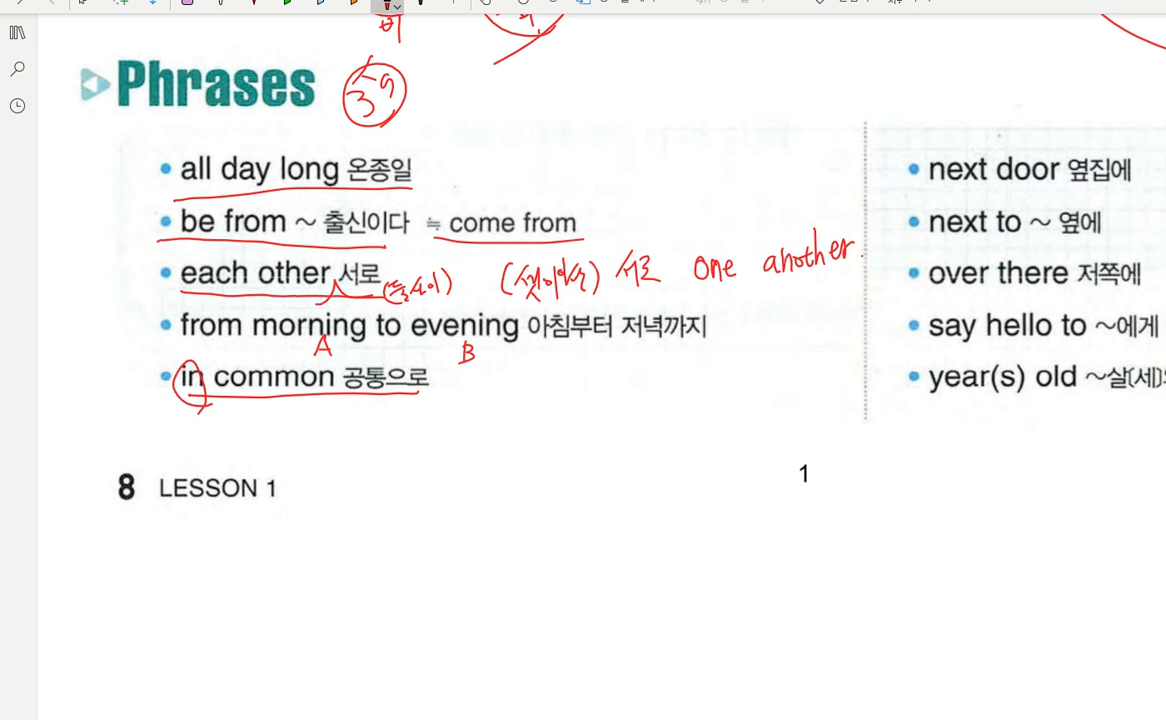 Phrases 숙어
• all day long 온종일
• be from ~ 출신이다 ≒ come from
• each other 서로 (둘사이) (셋이상) 서로 one another.
• from morning to evening 아침부터 저녁까지
A B
• in common 공통으로
• next door 옆집에
• next to ~ 옆에
• over there 저쪽에
• say hello to ~에게
• year(s) old ~살(세)
8 LESSON 1
1